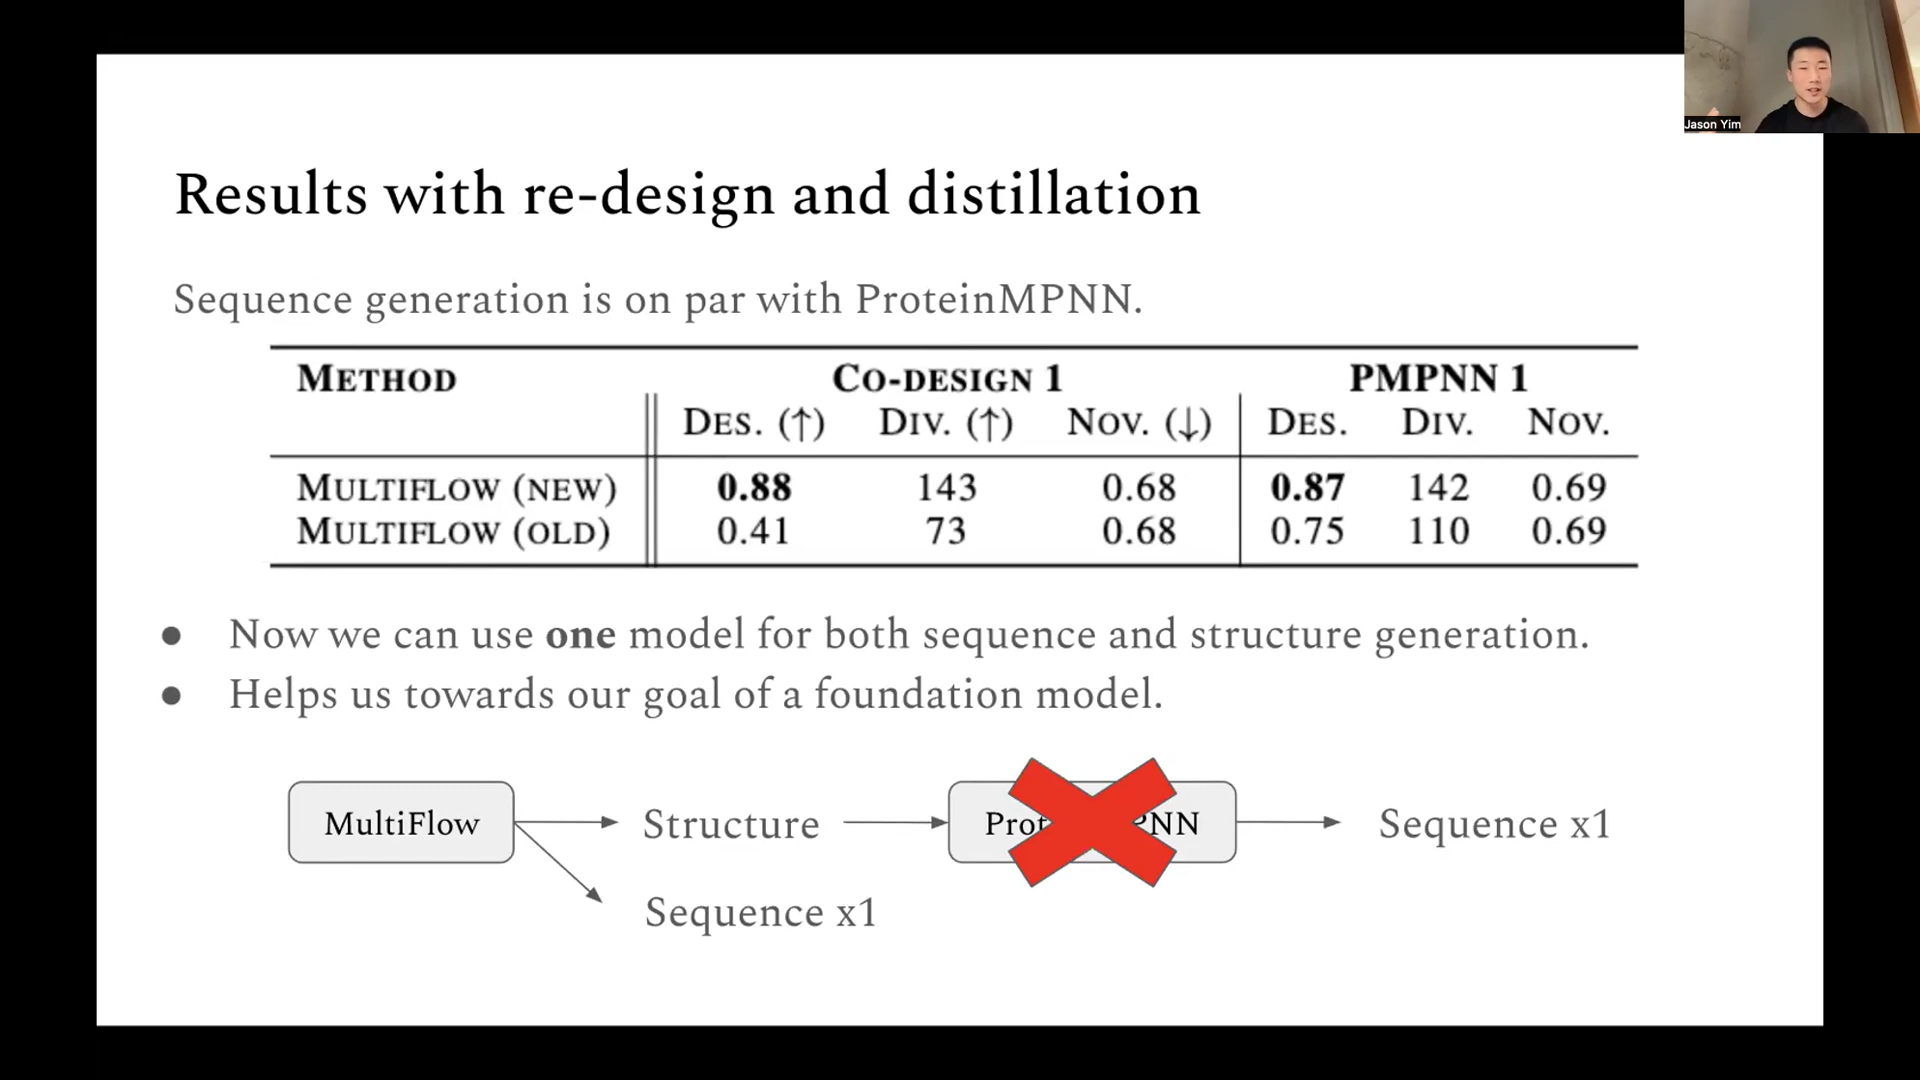 Jason Yim
Results with re-design and distillation
Sequence generation is on par with ProteinMPNN.
METHOD CO-DESIGN 1 PMPNN 1
DES. (↑) DIV. (↑) NOV. (↓) DES. DIV. NOV.
MULTIFLOW (NEW) 0.88 143 0.68 0.87 142 0.69
MULTIFLOW (OLD) 0.41 73 0.68 0.75 110 0.69
● Now we can use one model for both sequence and structure generation.
● Helps us towards our goal of a foundation model.
MultiFlow Structure Sequence x1
Sequence x1